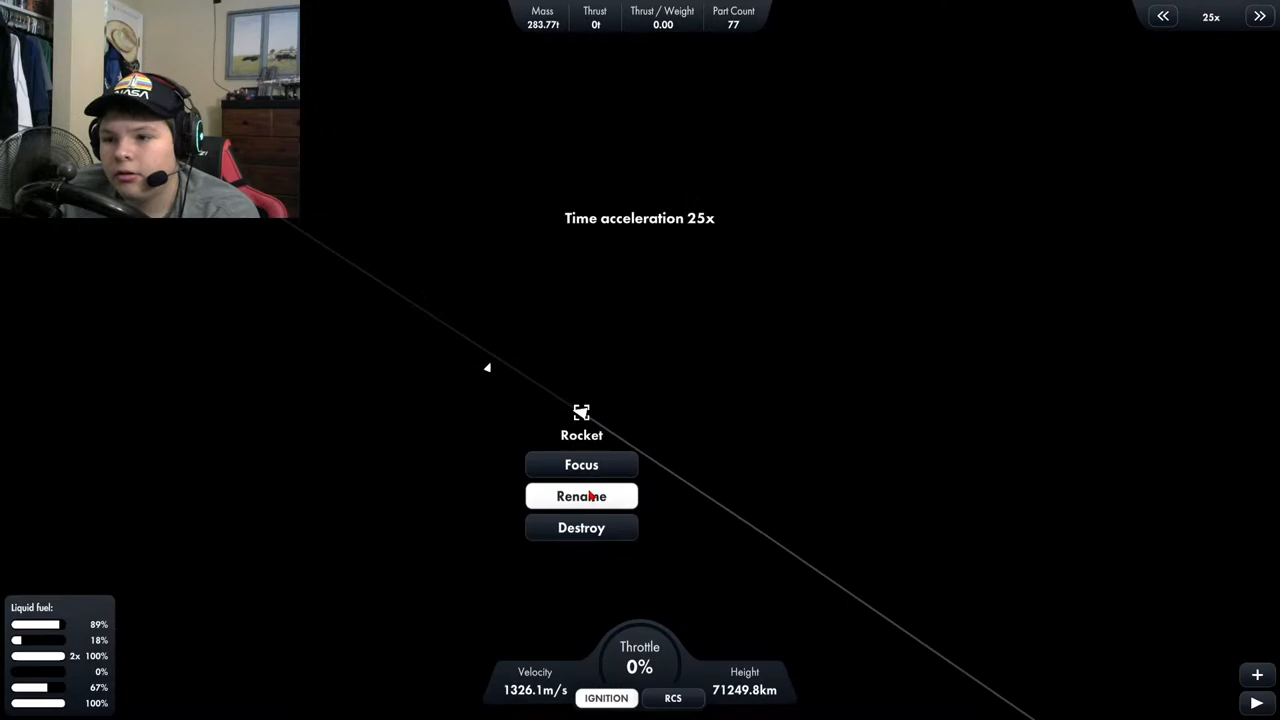 Mass
283.77t
Thrust
0t
Thrust / Weight
0.00
Part Count
77
25x
NASA
Time acceleration 25x
Rocket
Focus
Rename
Destroy
Liquid fuel:
89%
18%
2x 100%
0%
67%
100%
Throttle
0%
Velocity
1326.1m/s
Height
71249.8km
IGNITION
RCS